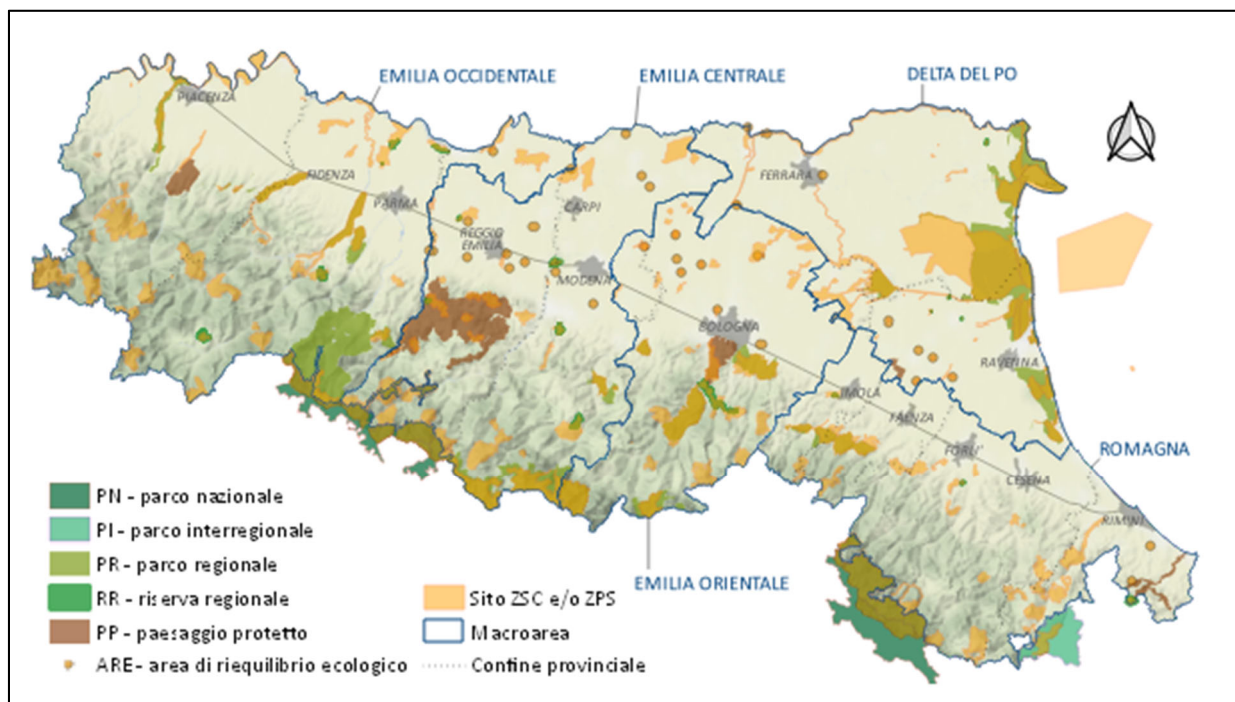 EMILIA OCCIDENTALE
EMILIA CENTRALE
DELTA DEL PO
PIACENZA
FIDENZA
FERRARA
PARMA
CARPI
REGGIO
EMILIA
MODENA
BOLOGNA
RAVENNA
IMOLA
FAENZA
FORLI'
CESENA
ROMAGNA
RIMINI
EMILIA ORIENTALE
PN - parco nazionale
PI - parco interregionale
PR - parco regionale
RR - riserva regionale
PP - paesaggio protetto
ARE - area di riequilibrio ecologico
Sito ZSC e/o ZPS
Macroarea
Confine provinciale